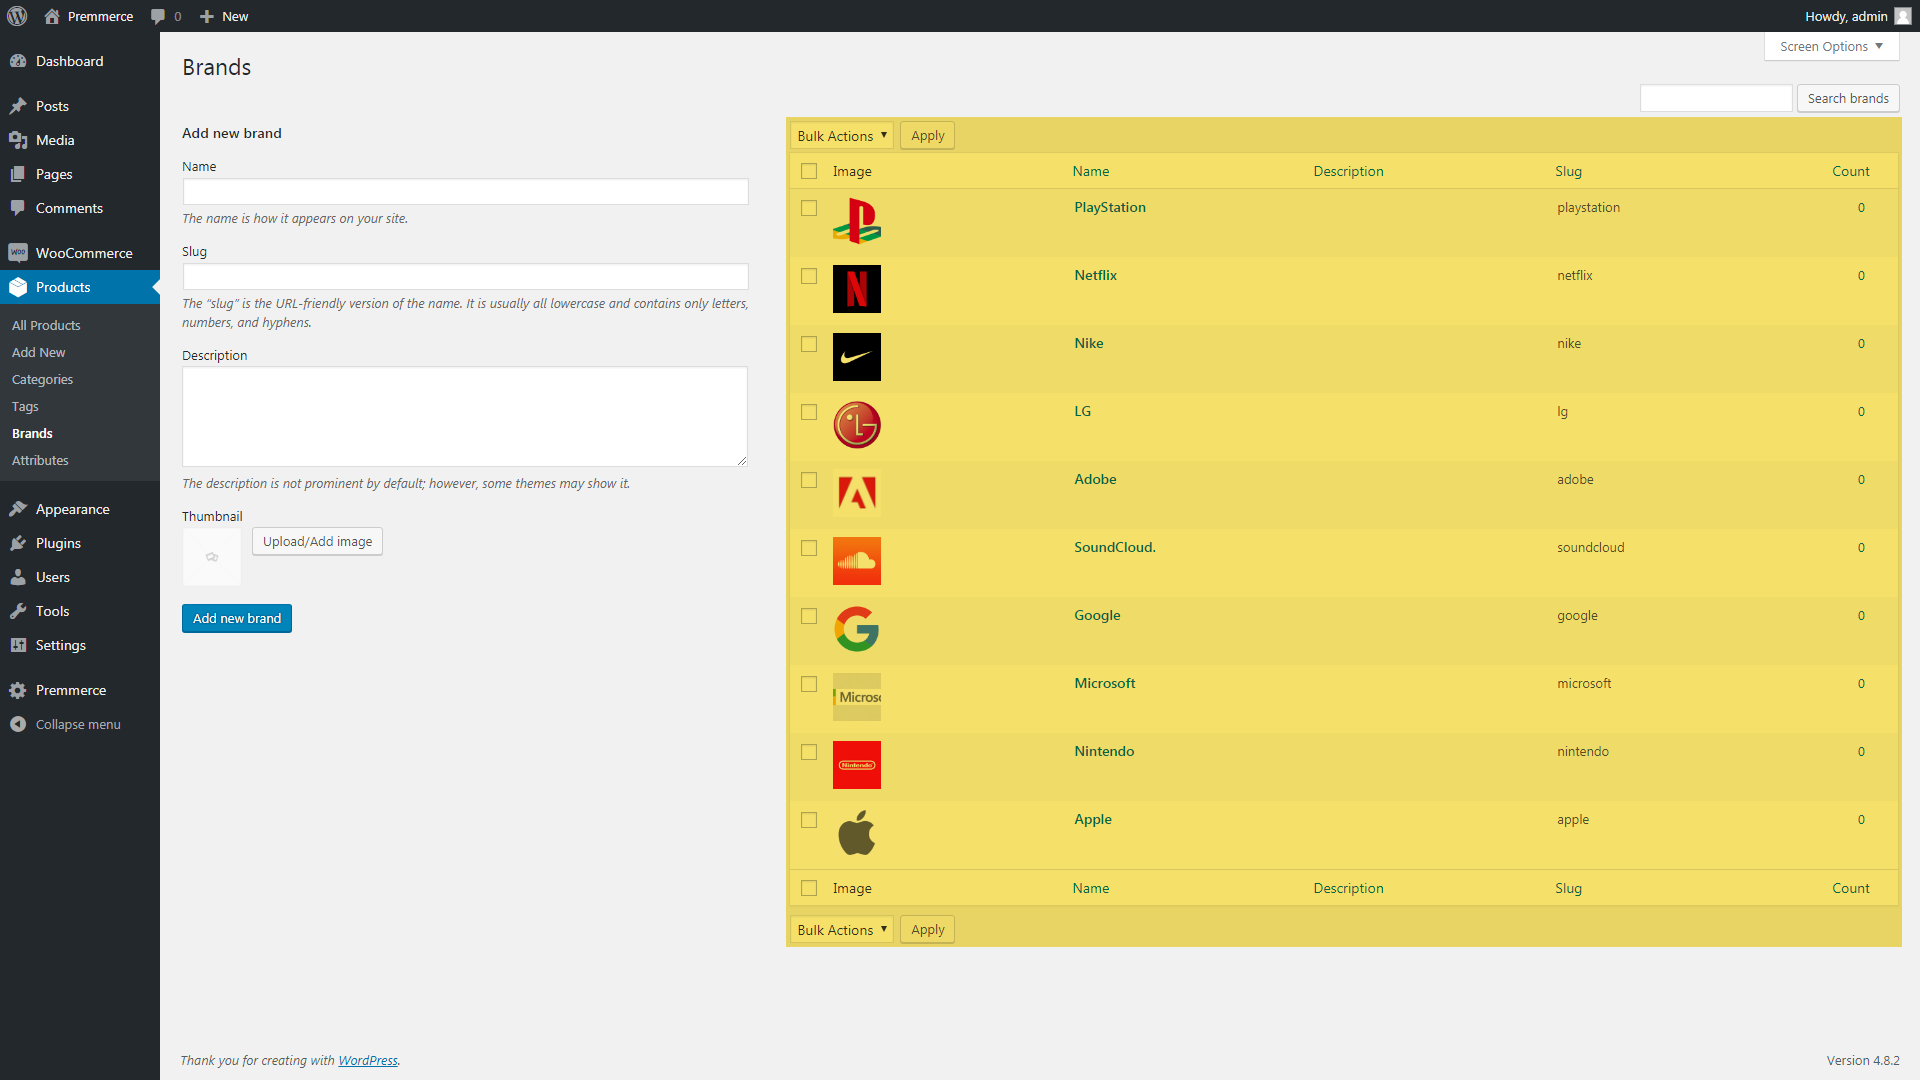 Premmerce
0
New
Howdy, admin
Screen Options
Dashboard
Posts
Media
Pages
Comments
WooCommerce
Products
All Products
Add New
Categories
Tags
Brands
Attributes
Appearance
Plugins
Users
Tools
Settings
Premmerce
Collapse menu
Brands
Search brands
Add new brand
Name
The name is how it appears on your site.
Slug
The “slug” is the URL-friendly version of the name. It is usually all lowercase and contains only letters,
numbers, and hyphens.
Description
The description is not prominent by default; however, some themes may show it.
Thumbnail
Upload/Add image
Add new brand
Bulk Actions Apply
Image Name Description Slug Count
PlayStation playstation 0
Netflix netflix 0
Nike nike 0
LG lg 0
Adobe adobe 0
SoundCloud. soundcloud 0
Google google 0
Microsoft microsoft 0
Microso
Nintendo nintendo 0
Nintendo
Apple apple 0
Image Name Description Slug Count
Bulk Actions Apply
Thank you for creating with WordPress.
Version 4.8.2